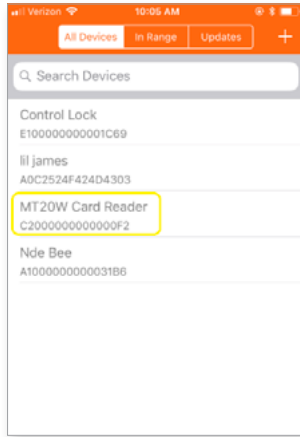 Verizon 10:05 AM
All Devices In Range Updates +
Search Devices
Control Lock
E100000000001C69
lil james
A0C2524F424D4303
MT20W Card Reader
C2000000000000F2
Nde Bee
A1000000000031B6